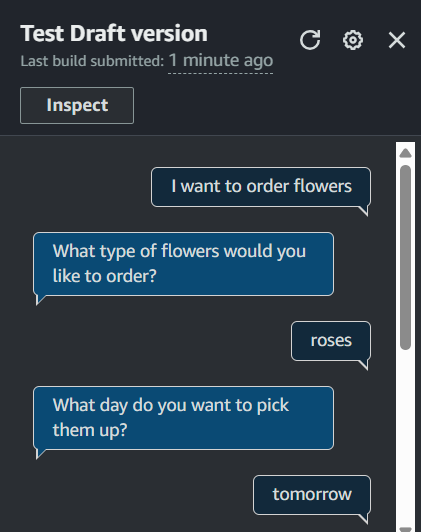 Test Draft version
Last build submitted: 1 minute ago
Inspect
I want to order flowers
What type of flowers would you
like to order?
roses
What day do you want to pick
them up?
tomorrow